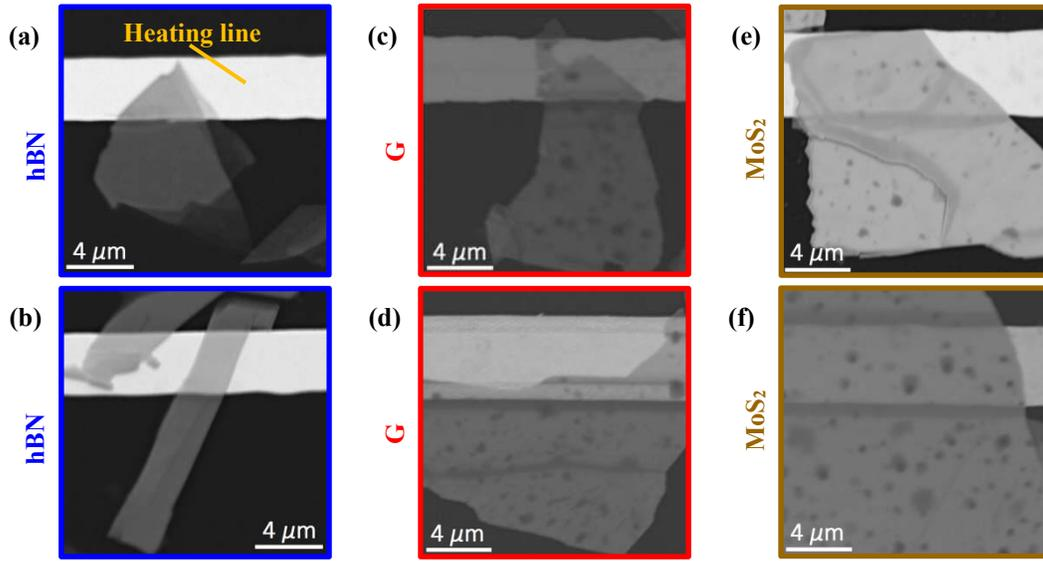 (a)
Heating line
hBN
4 μm
(c)
G
4 μm
(e)
MoS₂
4 μm
(b)
hBN
4 μm
(d)
G
4 μm
(f)
MoS₂
4 μm